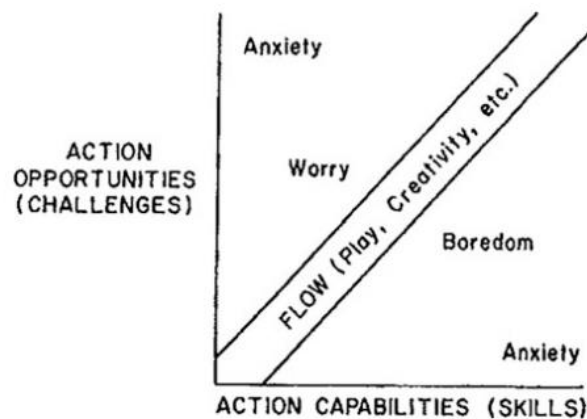 Anxiety
ACTION
OPPORTUNITIES
(CHALLENGES)
Worry
FLOW (Play, Creativity, etc.)
Boredom
Anxiety
ACTION CAPABILITIES (SKILLS)